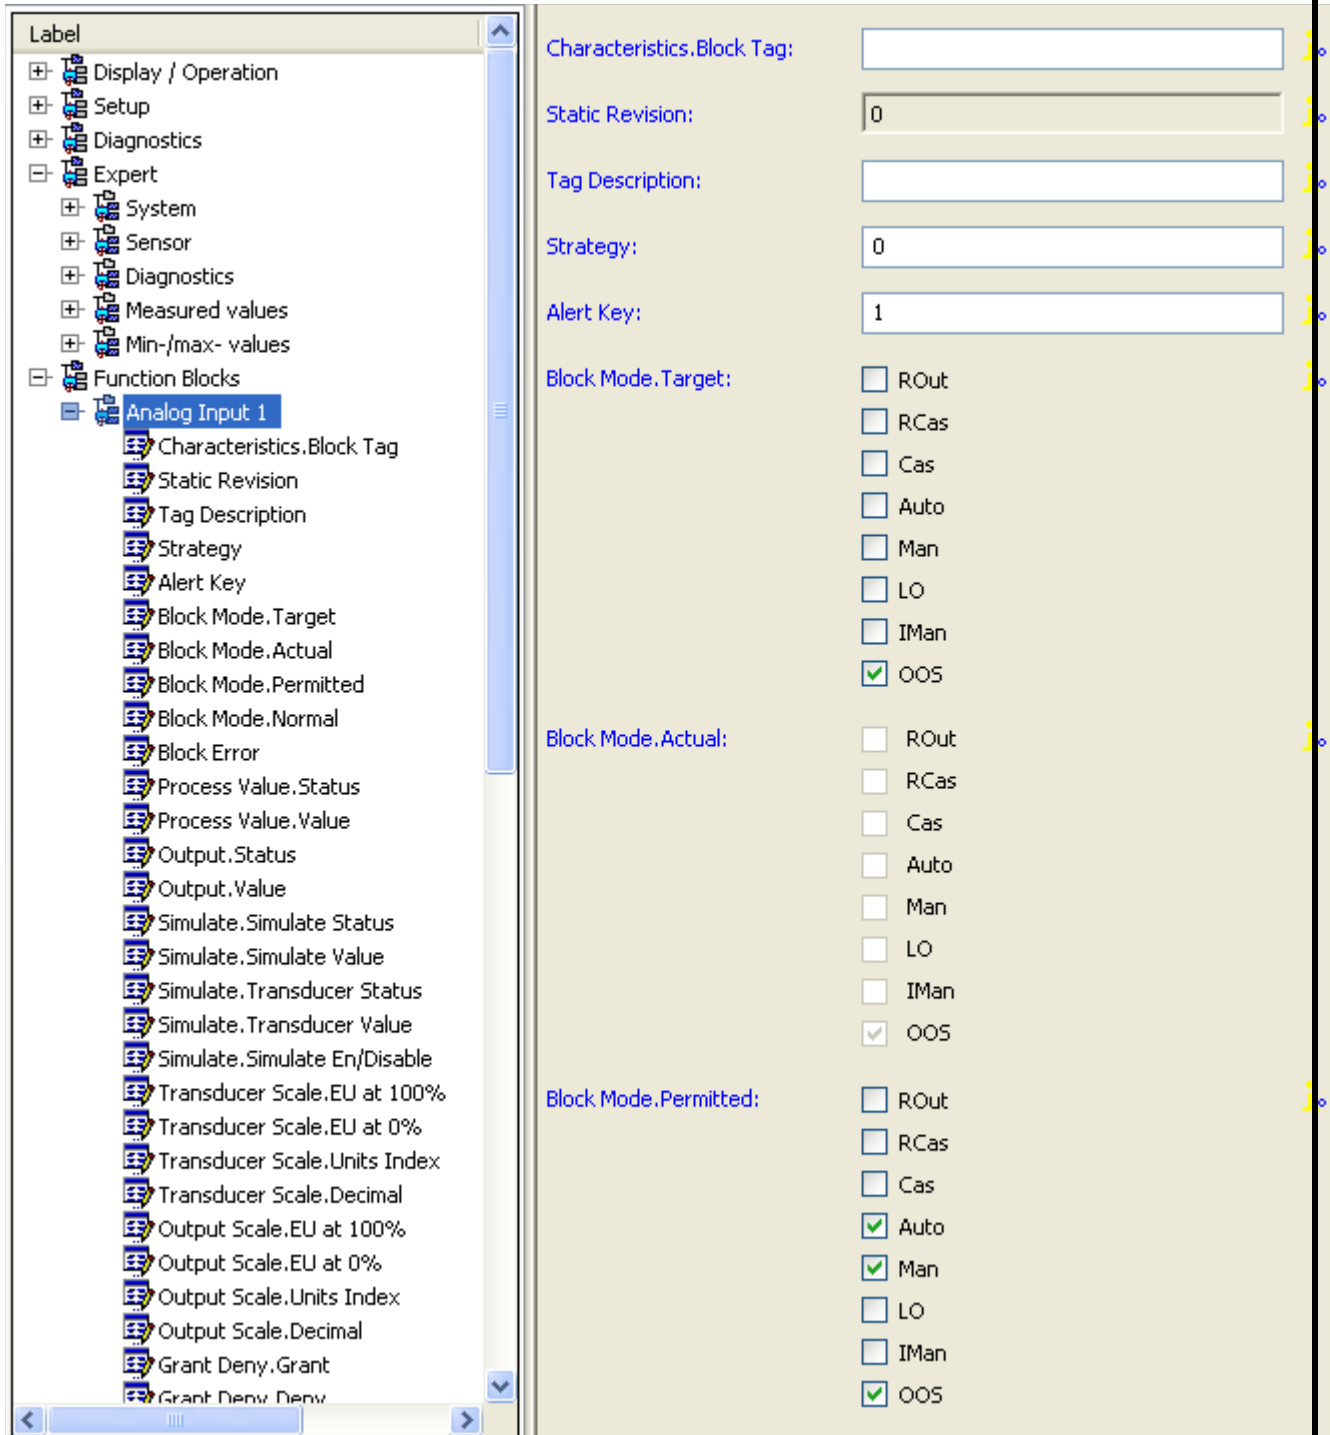 Label
Display / Operation
Setup
Diagnostics
Expert
System
Sensor
Diagnostics
Measured values
Min-/max- values
Function Blocks
Analog Input 1
Characteristics.Block Tag
Static Revision
Tag Description
Strategy
Alert Key
Block Mode.Target
Block Mode.Actual
Block Mode.Permitted
Block Mode.Normal
Block Error
Process Value.Status
Process Value.Value
Output.Status
Output.Value
Simulate.Simulate Status
Simulate.Simulate Value
Simulate.Transducer Status
Simulate.Transducer Value
Simulate.Simulate En/Disable
Transducer Scale.EU at 100%
Transducer Scale.EU at 0%
Transducer Scale.Units Index
Transducer Scale.Decimal
Output Scale.EU at 100%
Output Scale.EU at 0%
Output Scale.Units Index
Output Scale.Decimal
Grant Deny.Grant
Grant Deny.Deny
Characteristics.Block Tag:
Static Revision: 0
Tag Description:
Strategy: 0
Alert Key: 1
Block Mode.Target: ROut
RCas
Cas
Auto
Man
LO
IMan
OOS
Block Mode.Actual: ROut
RCas
Cas
Auto
Man
LO
IMan
OOS
Block Mode.Permitted: ROut
RCas
Cas
Auto
Man
LO
IMan
OOS